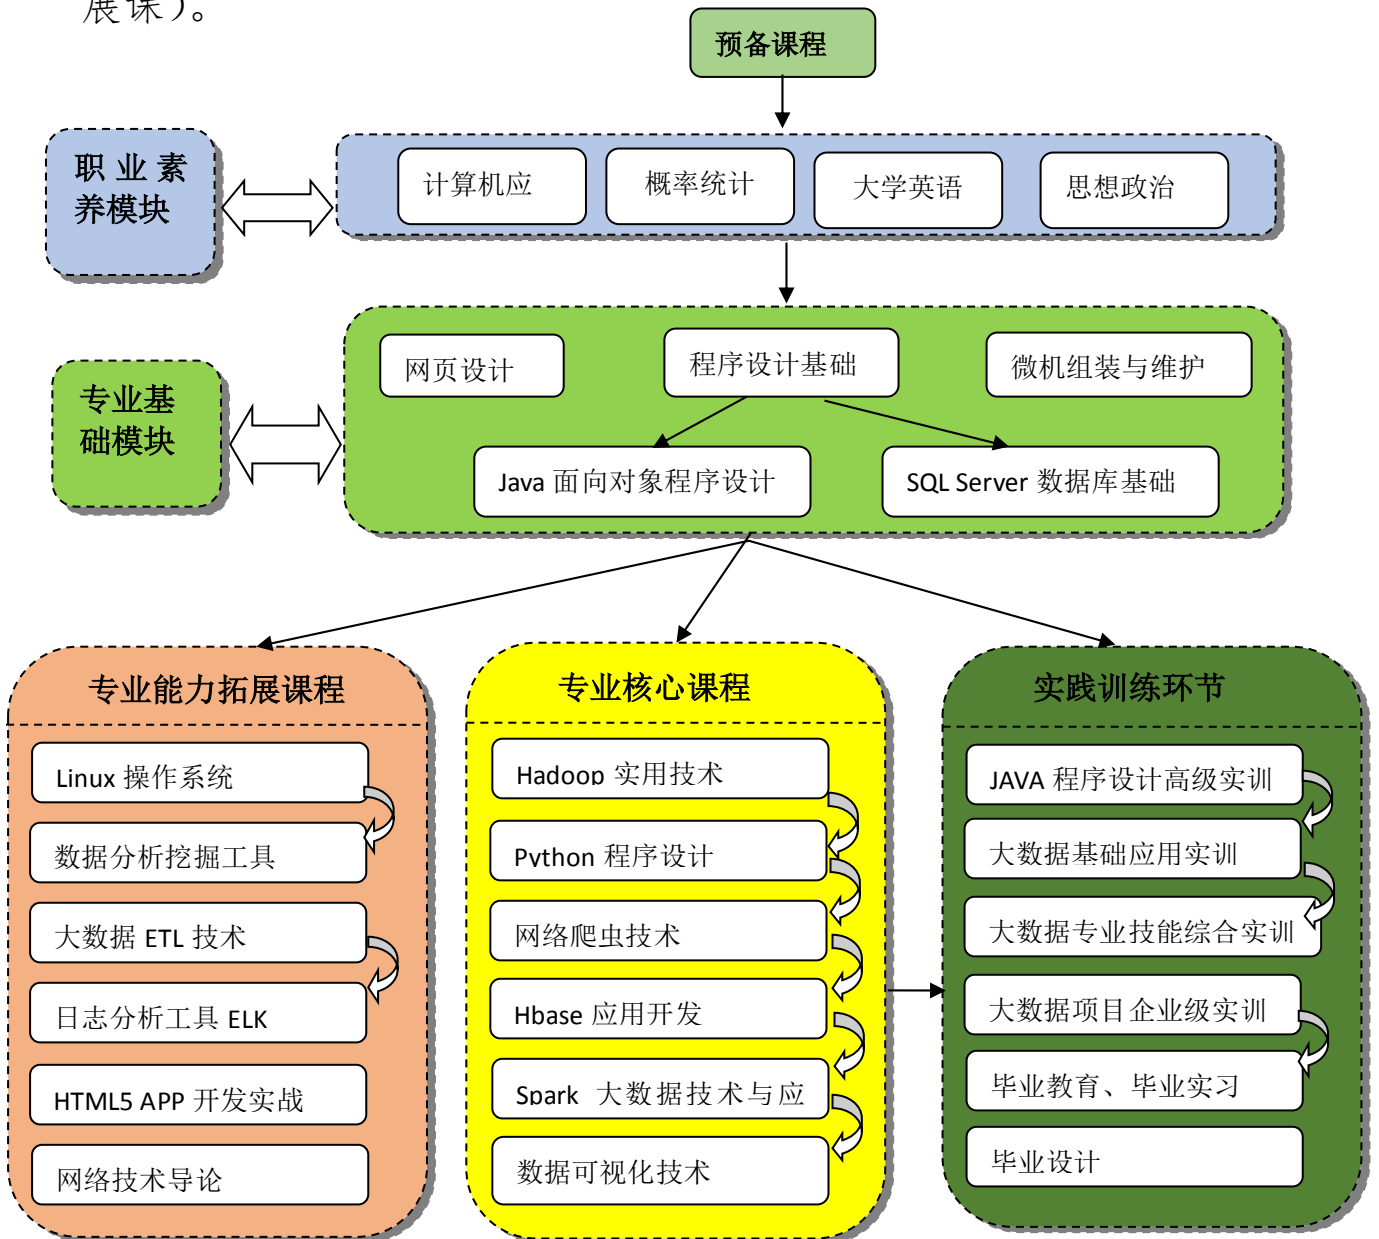 展课）。
预备课程
职业素
养模块
计算机应
概率统计
大学英语
思想政治
专业基
础模块
网页设计
程序设计基础
微机组装与维护
Java 面向对象程序设计
SQL Server 数据库基础
专业能力拓展课程
Linux 操作系统
数据分析挖掘工具
大数据 ETL 技术
日志分析工具 ELK
HTML5 APP 开发实战
网络技术导论
专业核心课程
Hadoop 实用技术
Python 程序设计
网络爬虫技术
Hbase 应用开发
Spark 大数据技术与应
数据可视化技术
实践训练环节
JAVA 程序设计高级实训
大数据基础应用实训
大数据专业技能综合实训
大数据项目企业级实训
毕业教育、毕业实习
毕业设计